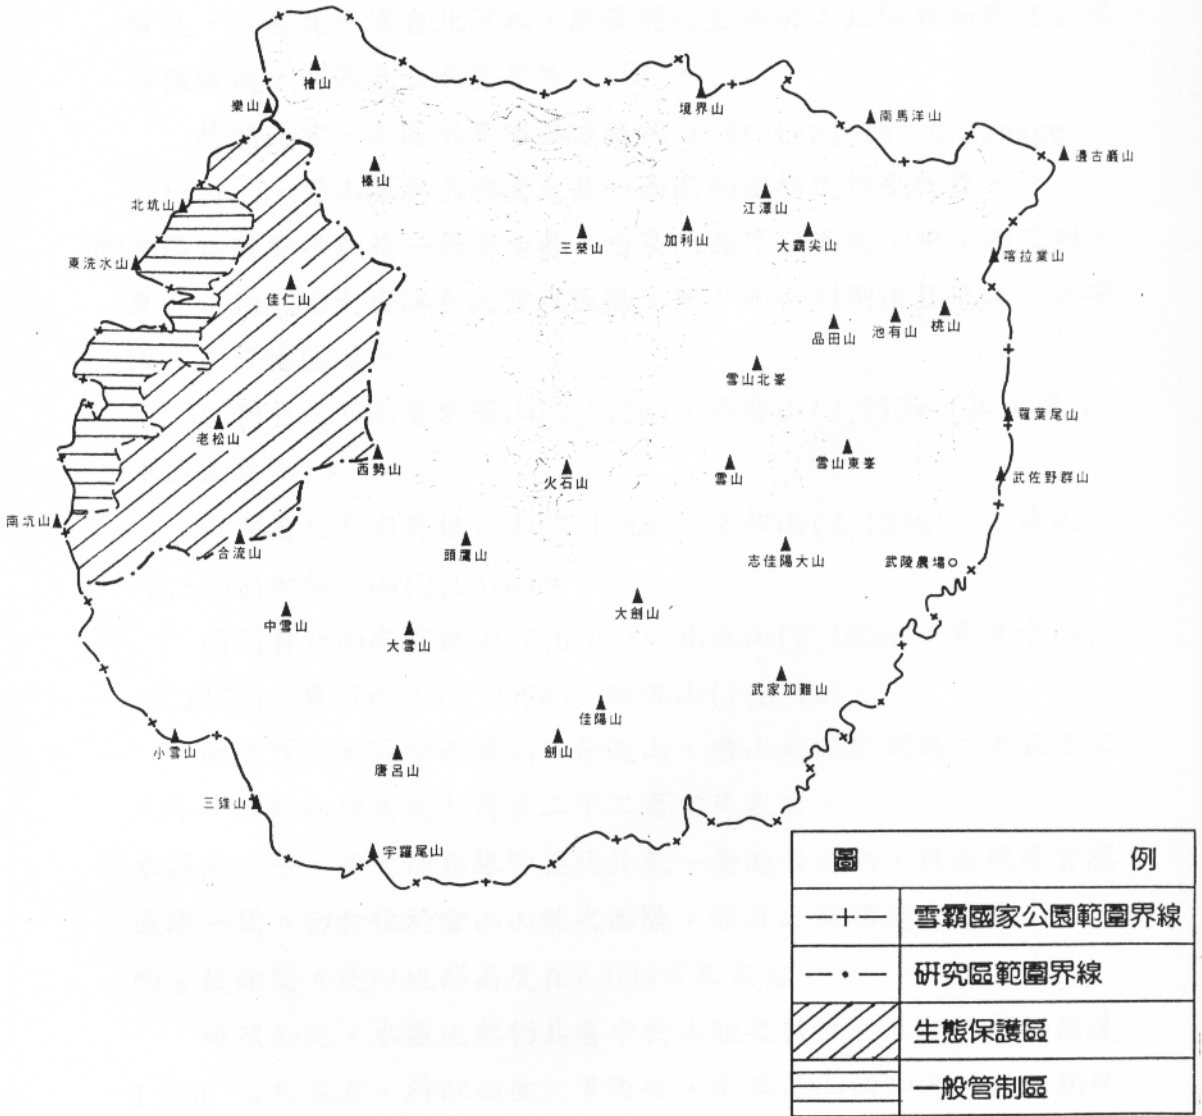 檜山
樂山
境界山
南馬洋山
邊古巖山
榛山
北坑山
江澤山
三榮山
加利山
大霸尖山
東洗水山
喀拉業山
佳仁山
品田山
池有山
桃山
雪山北峯
羅葉尾山
老松山
西勢山
火石山
雪山
雪山東峯
武佐野群山
南坑山
合流山
頭鷹山
志佳陽大山
武陵農場
中雪山
大雪山
大劍山
武家加難山
佳陽山
小雪山
唐呂山
劍山
三錐山
宇羅尾山
圖 例
雪霸國家公園範圍界線
研究區範圍界線
生態保護區
一般管制區